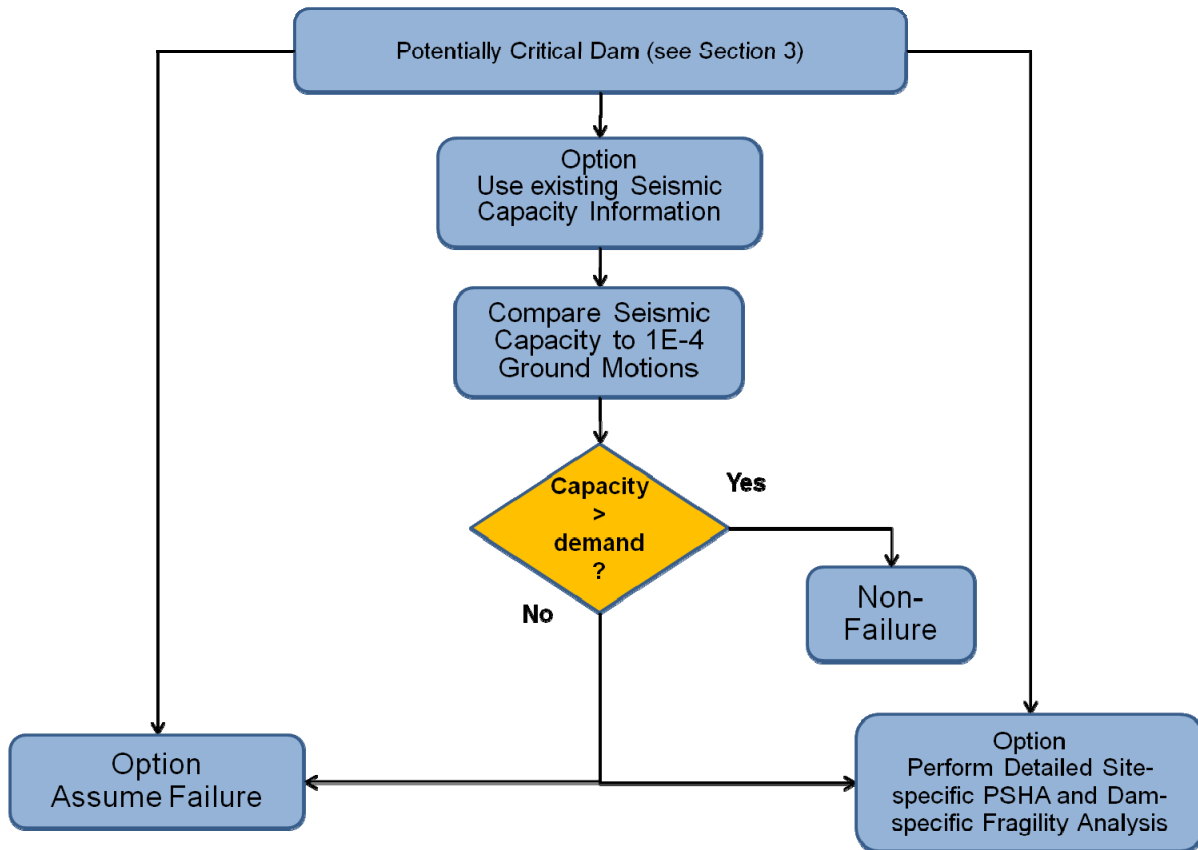 Potentially Critical Dam (see Section 3)
Option
Use existing Seismic
Capacity Information
Compare Seismic
Capacity to 1E-4
Ground Motions
Capacity
>
demand
?
Yes
No
Non-
Failure
Option
Assume Failure
Option
Perform Detailed Site-
specific PSHA and Dam-
specific Fragility Analysis